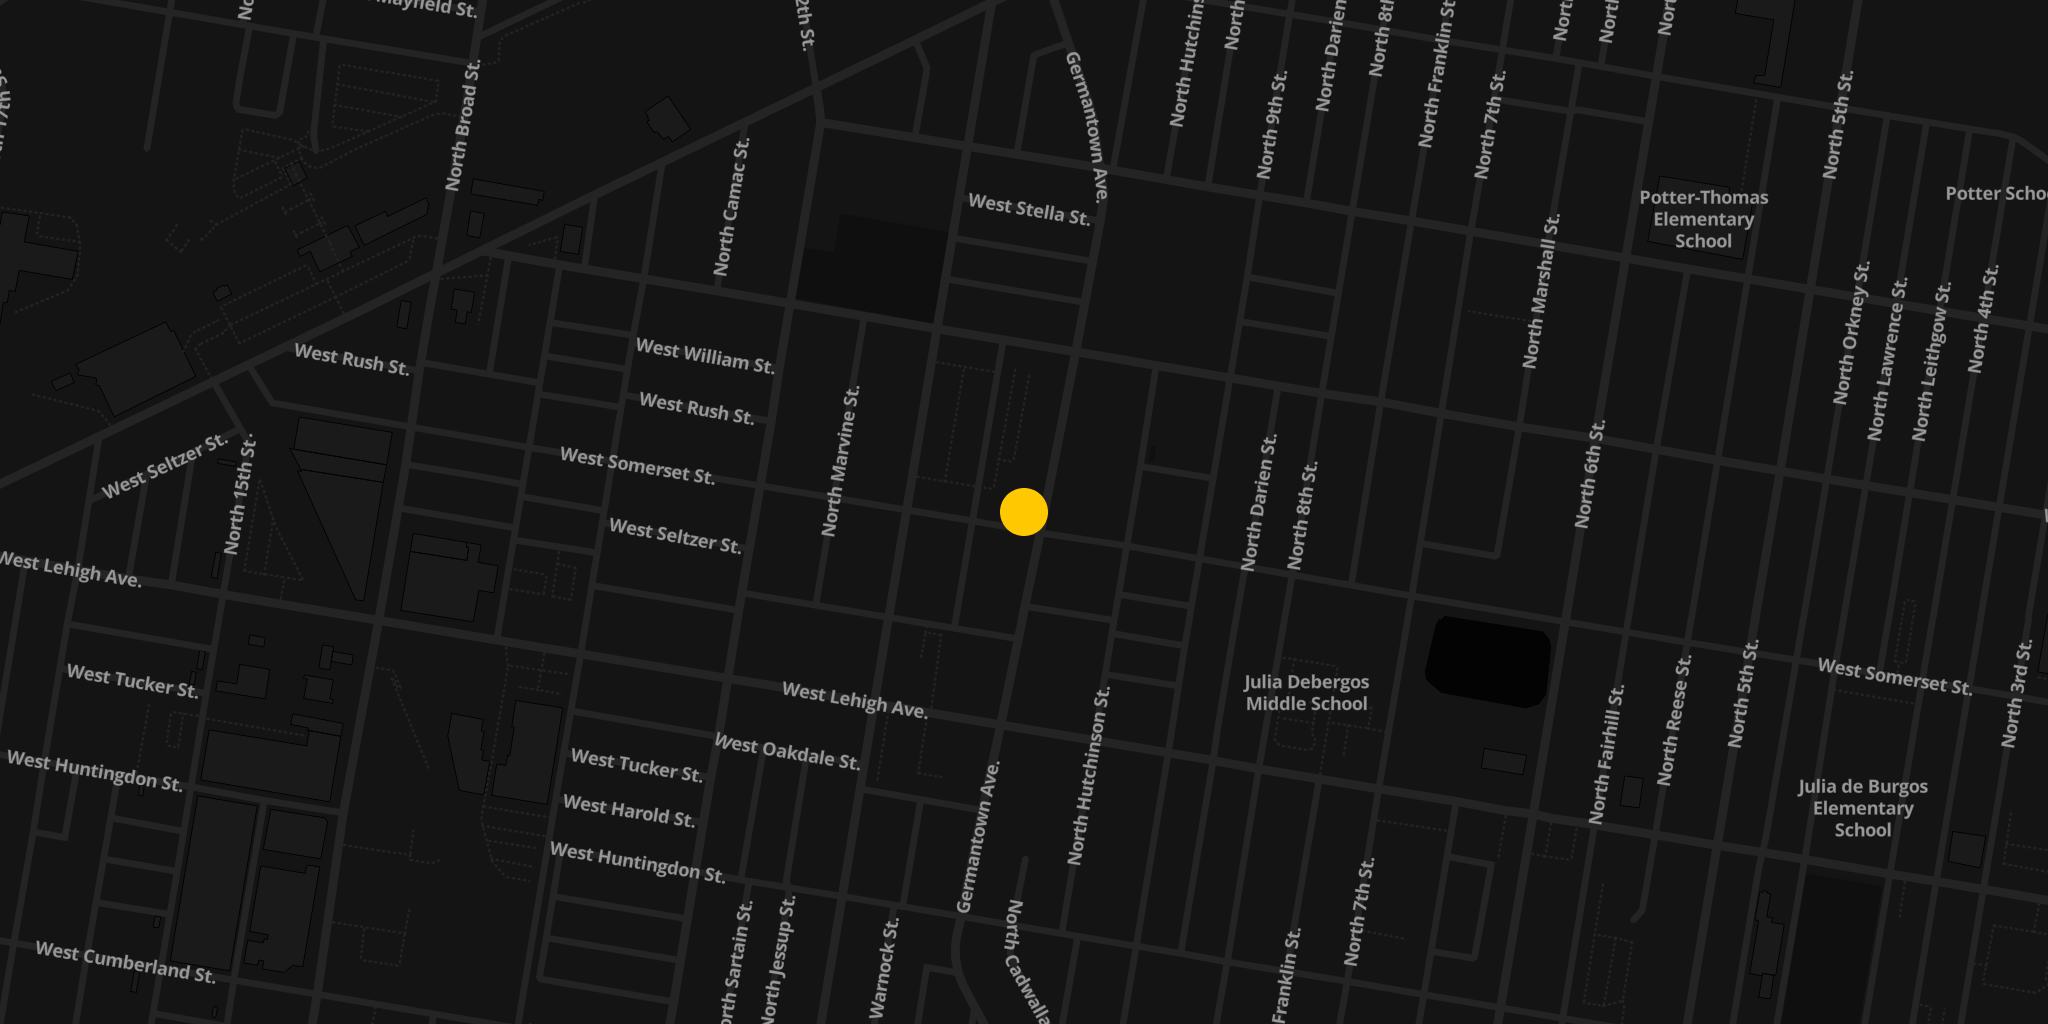 Mayfield St.
North Broad St.
2th St.
Germantown Ave.
North Hutchins
North
North 9th St.
North Darien
North 8th
North Franklin St
North 7th St.
North 5th St.
North Camac St.
West Stella St.
Potter-Thomas
Elementary
School
Potter Schoo
North Marshall St.
North Orkney St.
North Lawrence St.
North Leithgow St.
North 4th St.
West Rush St.
West William St.
West Rush St.
North Marvine St.
West Seltzer St.
North 15th St.
West Somerset St.
West Seltzer St.
North Darien St.
North 8th St.
North 6th St.
West Lehigh Ave.
West Tucker St.
West Lehigh Ave.
Julia Debergos
Middle School
North Fairhill St.
North Reese St.
North 5th St.
West Somerset St.
North 3rd St.
West Huntingdon St.
West Oakdale St.
West Tucker St.
West Harold St.
West Huntingdon St.
Germantown Ave.
North Hutchinson St.
Julia de Burgos
Elementary
School
North 7th St.
West Cumberland St.
orth Sartain St.
North Jessup St.
Warnock St.
North Cadwalla
Franklin St.